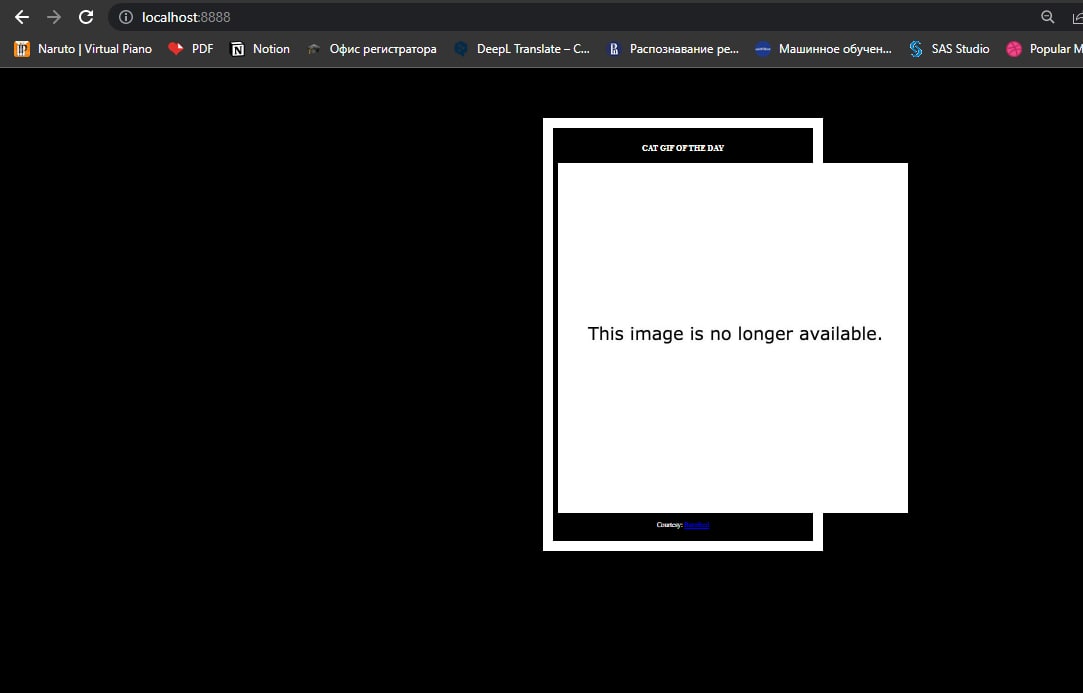 localhost:8888
Naruto | Virtual Piano PDF Notion Офис регистратора DeepL Translate – C... Распознавание ре... Машинное обучен... SAS Studio Popular M
CAT GIF OF THE DAY
This image is no longer available.
Courtesy: Buzzfeed